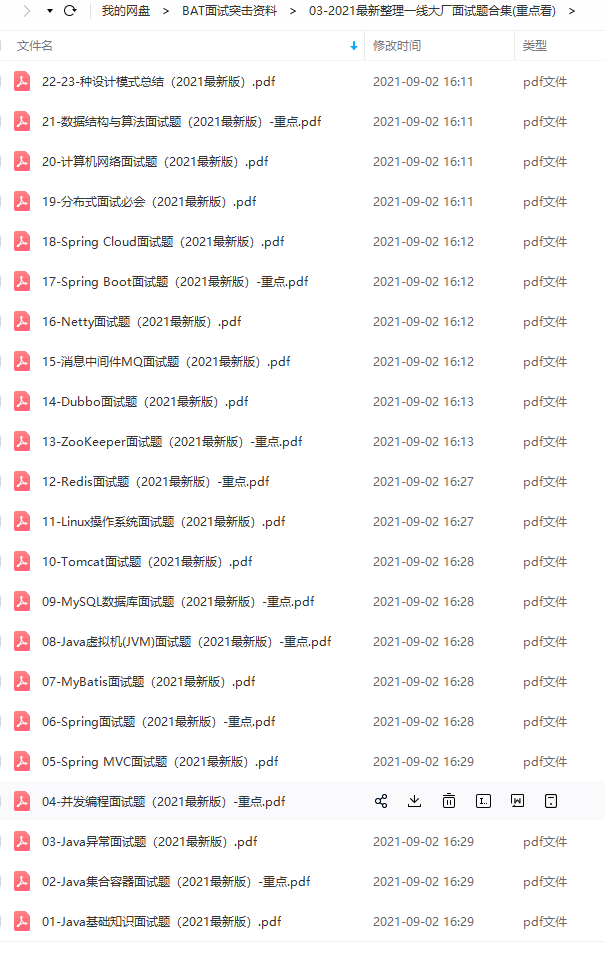 我的网盘 > BAT面试突击资料 > 03-2021最新整理一线大厂面试题合集(重点看) >
文件名 修改时间 类型
22-23-种设计模式总结（2021最新版）.pdf 2021-09-02 16:11 pdf文件
21-数据结构与算法面试题（2021最新版）-重点.pdf 2021-09-02 16:11 pdf文件
20-计算机网络面试题（2021最新版）.pdf 2021-09-02 16:11 pdf文件
19-分布式面试必会（2021最新版）.pdf 2021-09-02 16:11 pdf文件
18-Spring Cloud面试题（2021最新版）.pdf 2021-09-02 16:12 pdf文件
17-Spring Boot面试题（2021最新版）-重点.pdf 2021-09-02 16:12 pdf文件
16-Netty面试题（2021最新版）.pdf 2021-09-02 16:12 pdf文件
15-消息中间件MQ面试题（2021最新版）.pdf 2021-09-02 16:12 pdf文件
14-Dubbo面试题（2021最新版）.pdf 2021-09-02 16:13 pdf文件
13-ZooKeeper面试题（2021最新版）-重点.pdf 2021-09-02 16:13 pdf文件
12-Redis面试题（2021最新版）-重点.pdf 2021-09-02 16:27 pdf文件
11-Linux操作系统面试题（2021最新版）.pdf 2021-09-02 16:27 pdf文件
10-Tomcat面试题（2021最新版）.pdf 2021-09-02 16:28 pdf文件
09-MySQL数据库面试题（2021最新版）-重点.pdf 2021-09-02 16:28 pdf文件
08-Java虚拟机(JVM)面试题（2021最新版）-重点.pdf 2021-09-02 16:28 pdf文件
07-MyBatis面试题（2021最新版）.pdf 2021-09-02 16:28 pdf文件
06-Spring面试题（2021最新版）-重点.pdf 2021-09-02 16:28 pdf文件
05-Spring MVC面试题（2021最新版）.pdf 2021-09-02 16:29 pdf文件
04-并发编程面试题（2021最新版）-重点.pdf
03-Java异常面试题（2021最新版）.pdf 2021-09-02 16:29 pdf文件
02-Java集合容器面试题（2021最新版）-重点.pdf 2021-09-02 16:29 pdf文件
01-Java基础知识面试题（2021最新版）.pdf 2021-09-02 16:29 pdf文件